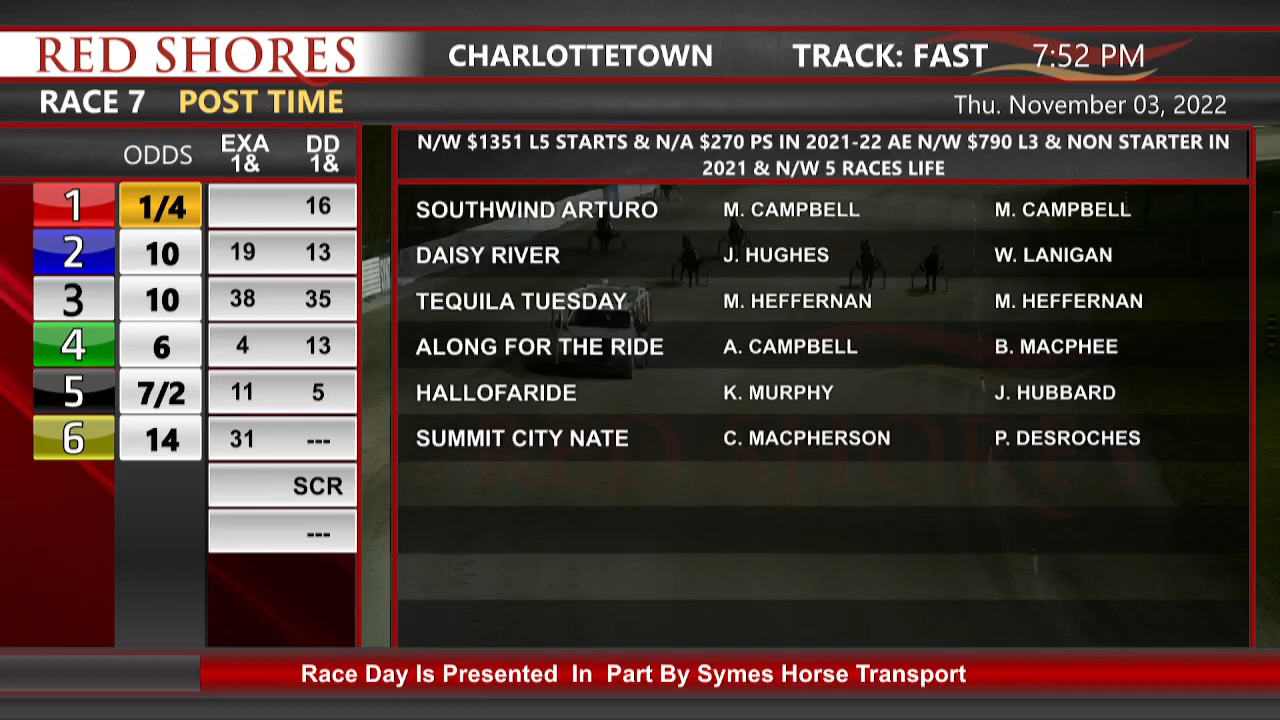 RED SHORES CHARLOTTETOWN TRACK: FAST 7:52 PM
RACE 7 POST TIME Thu. November 03, 2022
ODDS EXA 1& DD 1&
N/W $1351 L5 STARTS & N/A $270 PS IN 2021-22 AE N/W $790 L3 & NON STARTER IN
2021 & N/W 5 RACES LIFE
1 1/4 16 SOUTHWIND ARTURO M. CAMPBELL M. CAMPBELL
2 10 19 13 DAISY RIVER J. HUGHES W. LANIGAN
3 10 38 35 TEQUILA TUESDAY M. HEFFERNAN M. HEFFERNAN
4 6 4 13 ALONG FOR THE RIDE A. CAMPBELL B. MACPHEE
5 7/2 11 5 HALLOFARIDE K. MURPHY J. HUBBARD
6 14 31 --- SUMMIT CITY NATE C. MACPHERSON P. DESROCHES
SCR
---
RED SHORES
Race Day Is Presented In Part By Symes Horse Transport